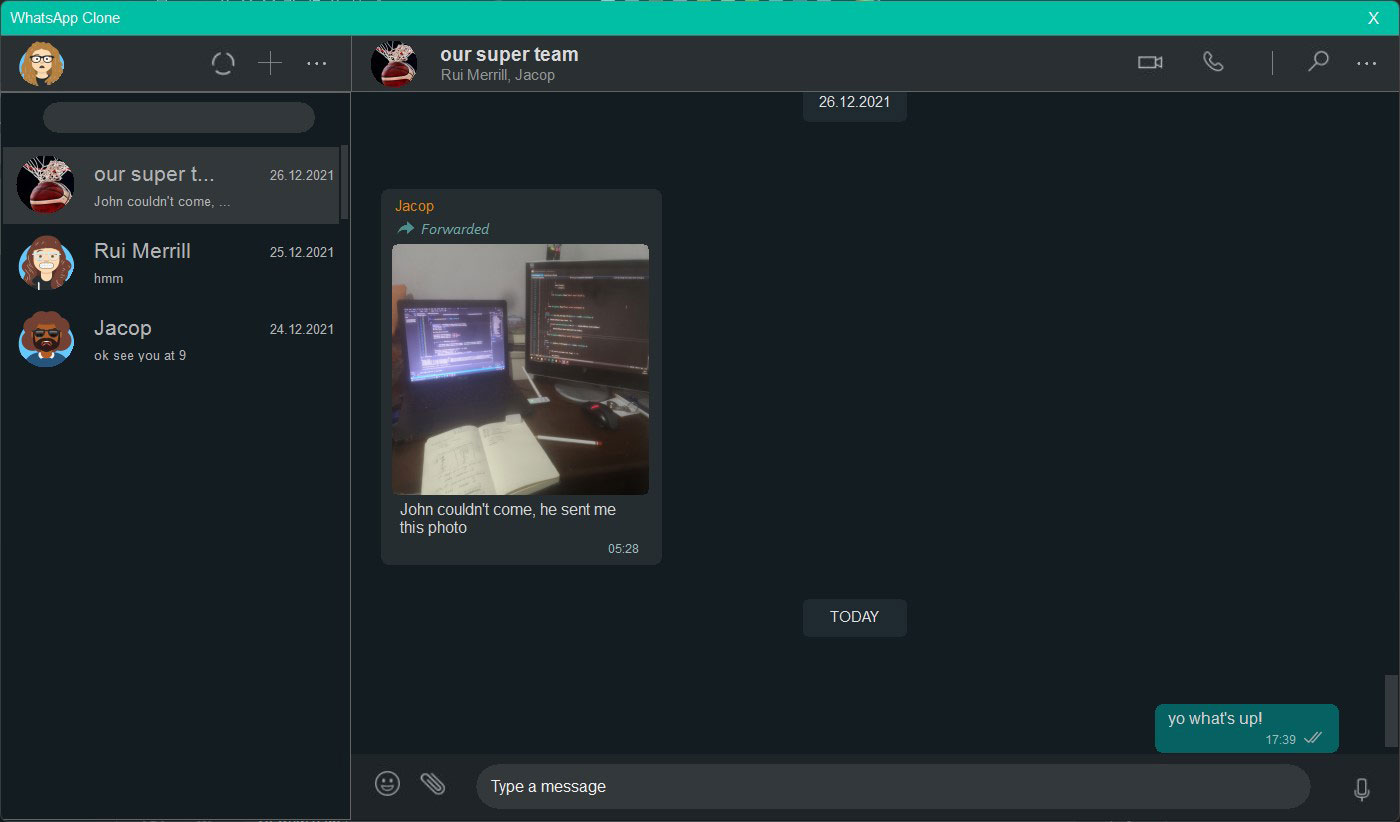 WhatsApp Clone
X
our super team
Rui Merrill, Jacop
our super t...
26.12.2021
John couldn't come, ...
Rui Merrill
25.12.2021
hmm
Jacop
24.12.2021
ok see you at 9
26.12.2021
Jacop
Forwarded
John couldn't come, he sent me
this photo
05:28
TODAY
yo what's up!
17:39
Type a message